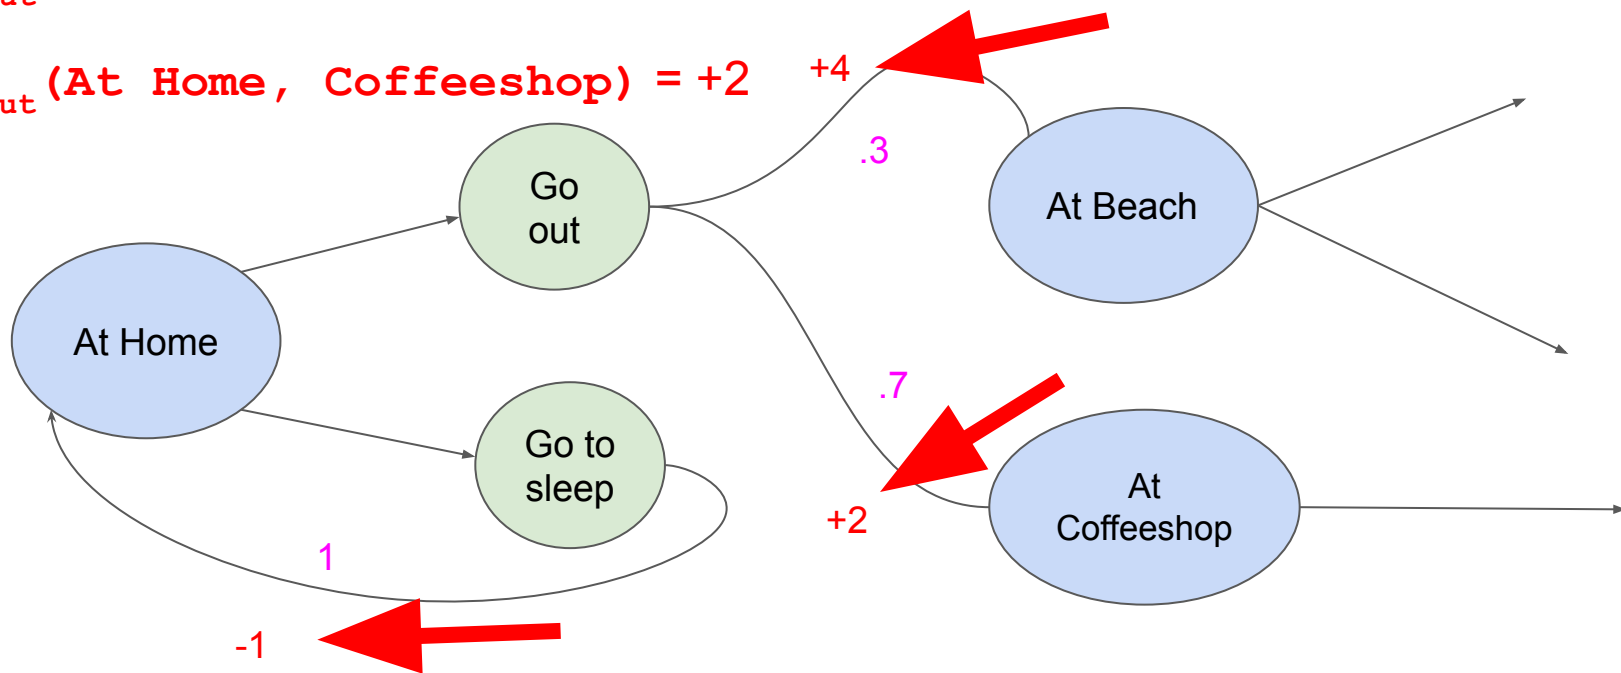 ut(At Home, Coffeeshop) = +2
+4
.3
Go
out
At Beach
At Home
.7
Go to
sleep
At
Coffeeshop
+2
1
-1